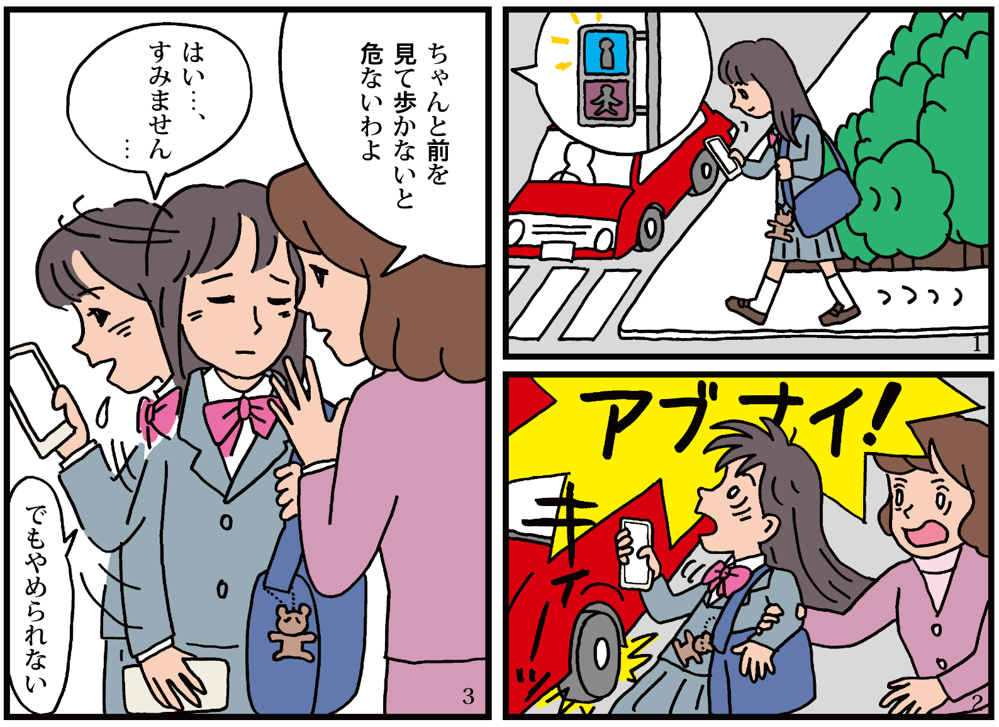 1
アブナイ!
キィーッ
2
ちゃんと前を
見て歩かないと
危ないわよ
はい…、
すみません
…
でもやめられない
3